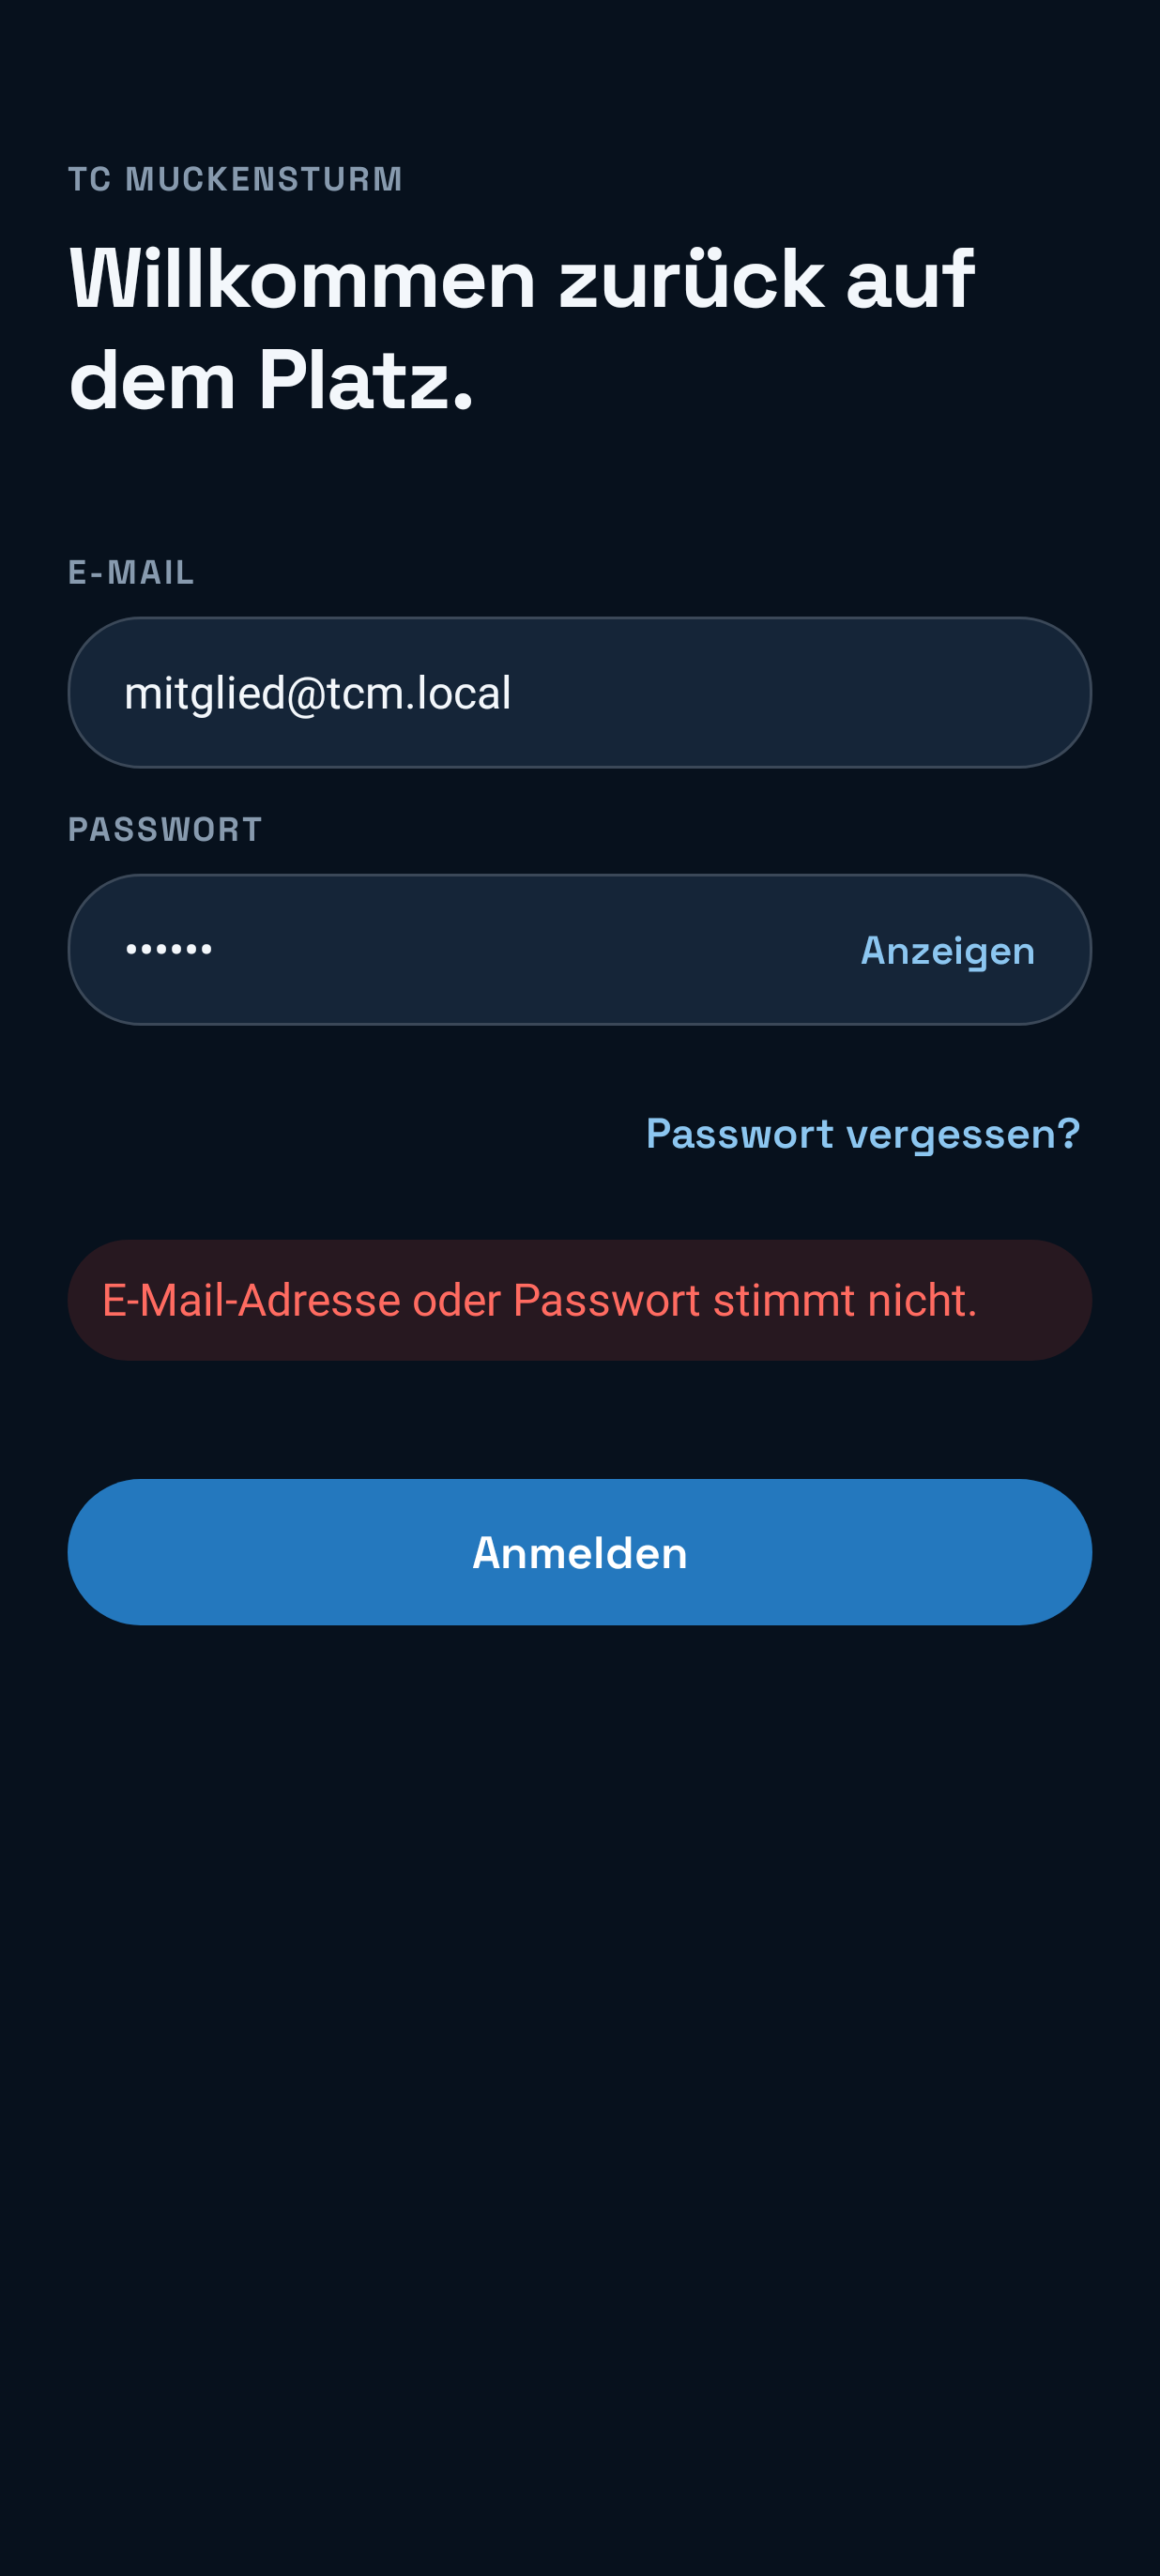 TC MUCKENSTURM
Willkommen zurück auf
dem Platz.
E-MAIL
mitglied@tcm.local
PASSWORT
••••••
Anzeigen
Passwort vergessen?
E-Mail-Adresse oder Passwort stimmt nicht.
Anmelden